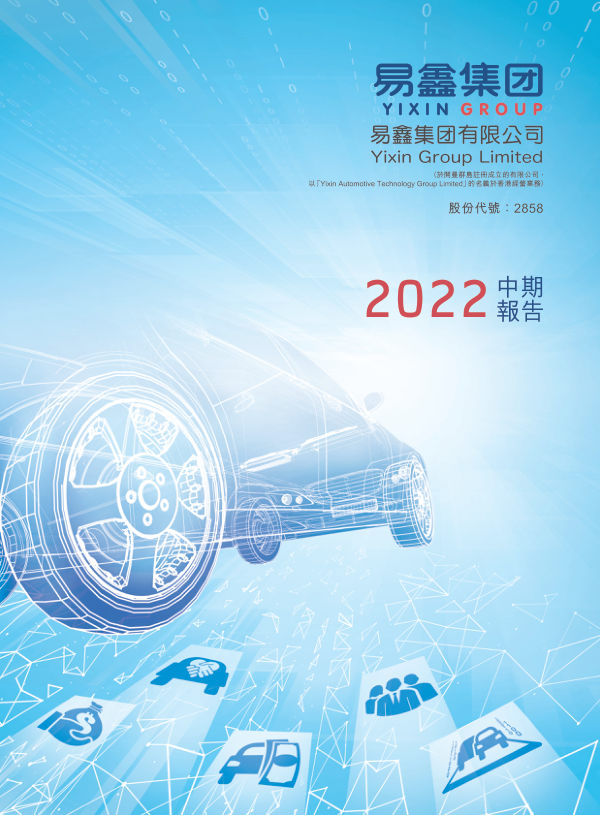 易鑫集团
YIXIN GROUP
易鑫集团有限公司
Yixin Group Limited
(於開曼群島註冊成立的有限公司，
以「Yixin Automotive Technology Group Limited」的名義於香港經營業務)
股份代號：2858
2022 中期
報告